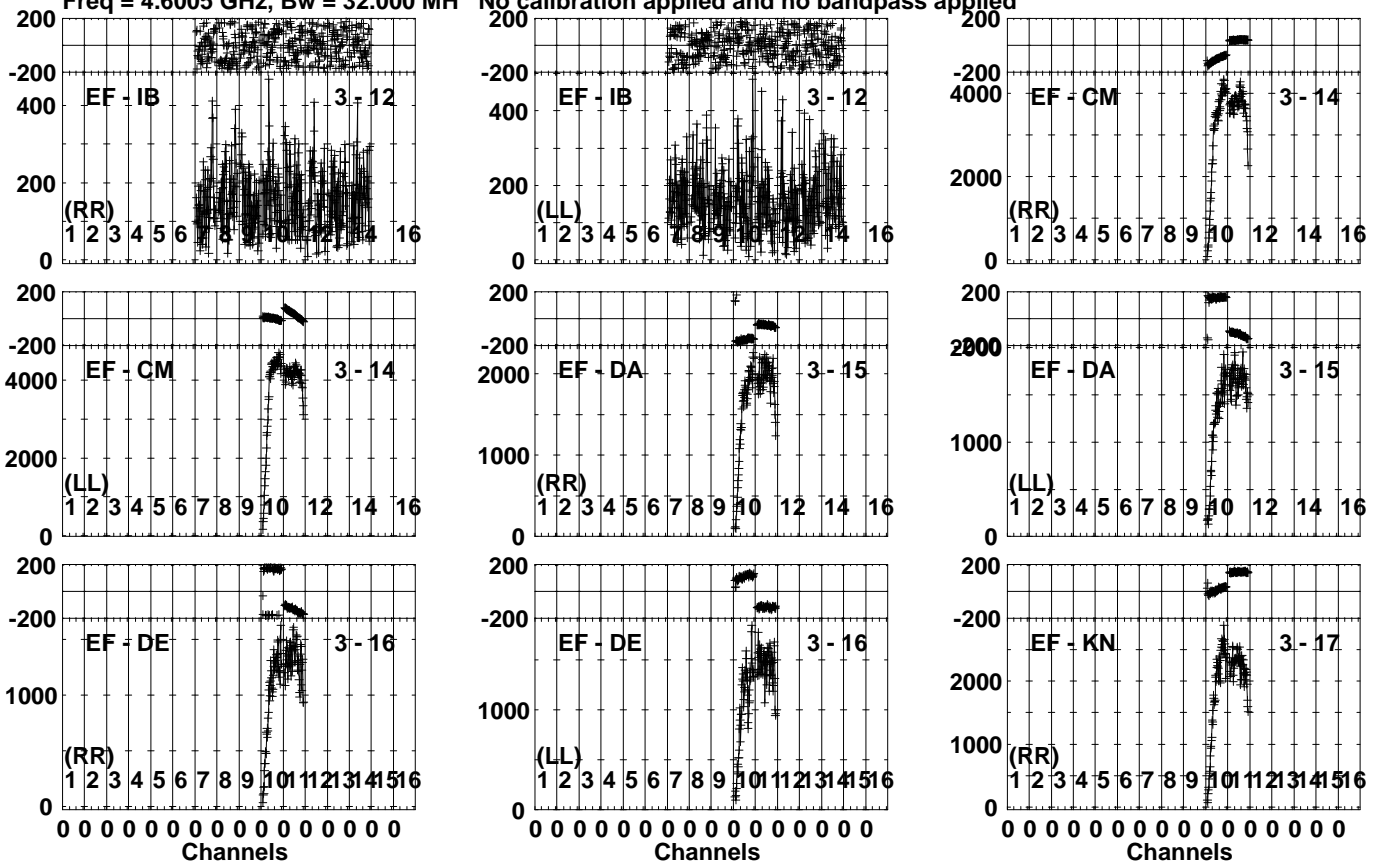 Freq = 4.6005 GHz, Bw = 32.000 MH No calibration applied and no bandpass applied
200
-200
EF - IB 3 - 12
400
200
(RR)
1 2 3 4 5 6 7 8 9 10 12 14 16
0
200
-200
EF - IB 3 - 12
400
200
(LL)
1 2 3 4 5 6 7 8 9 10 12 14 16
0
200
-200
EF - CM 3 - 14
4000
2000
(RR)
1 2 3 4 5 6 7 8 9 10 12 14 16
0
200
-200
EF - CM 3 - 14
4000
2000
(LL)
1 2 3 4 5 6 7 8 9 10 12 14 16
0
200
-200
EF - DA 3 - 15
2000
1000
(RR)
1 2 3 4 5 6 7 8 9 10 12 14 16
0
200
-200
2000
EF - DA 3 - 15
1000
(LL)
1 2 3 4 5 6 7 8 9 10 12 14 16
0
200
-200
EF - DE 3 - 16
1000
(RR)
1 2 3 4 5 6 7 8 9 10 11 12 13 14 15 16
0
200
-200
EF - DE 3 - 16
1000
(LL)
1 2 3 4 5 6 7 8 9 10 11 12 13 14 15 16
0
200
-200
EF - KN 3 - 17
2000
1000
(RR)
1 2 3 4 5 6 7 8 9 10 11 12 13 14 15 16
0
0 0 0 0 0 0 0 0 0 0 0 0 0 0 0 0
Channels
0 0 0 0 0 0 0 0 0 0 0 0 0 0 0 0
Channels
0 0 0 0 0 0 0 0 0 0 0 0 0 0 0 0
Channels